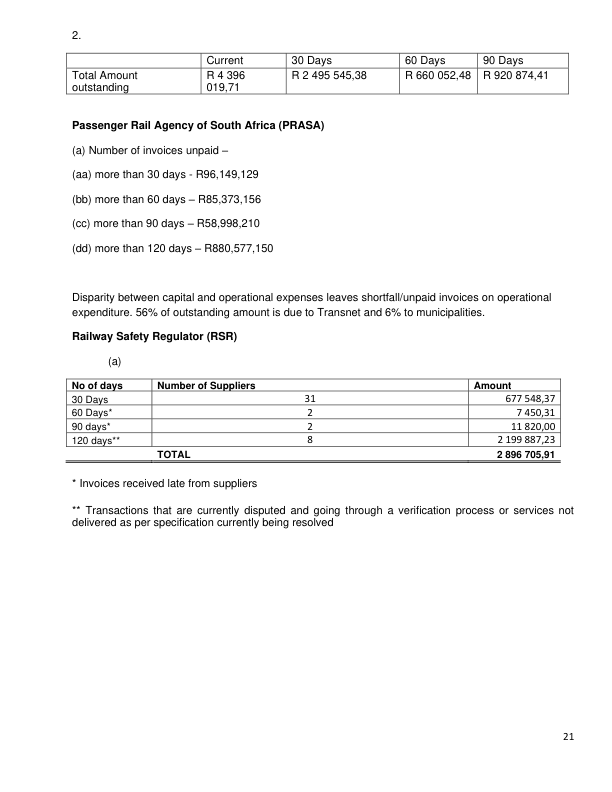 2.
Current 30 Days 60 Days 90 Days
Total Amount outstanding R 4 396 019,71 R 2 495 545,38 R 660 052,48 R 920 874,41
Passenger Rail Agency of South Africa (PRASA)
(a) Number of invoices unpaid –
(aa) more than 30 days - R96,149,129
(bb) more than 60 days – R85,373,156
(cc) more than 90 days – R58,998,210
(dd) more than 120 days – R880,577,150
Disparity between capital and operational expenses leaves shortfall/unpaid invoices on operational
expenditure. 56% of outstanding amount is due to Transnet and 6% to municipalities.
Railway Safety Regulator (RSR)
(a)
No of days Number of Suppliers Amount
30 Days 31 677 548,37
60 Days* 2 7 450,31
90 days* 2 11 820,00
120 days** 8 2 199 887,23
TOTAL 2 896 705,91
* Invoices received late from suppliers
** Transactions that are currently disputed and going through a verification process or services not
delivered as per specification currently being resolved
21